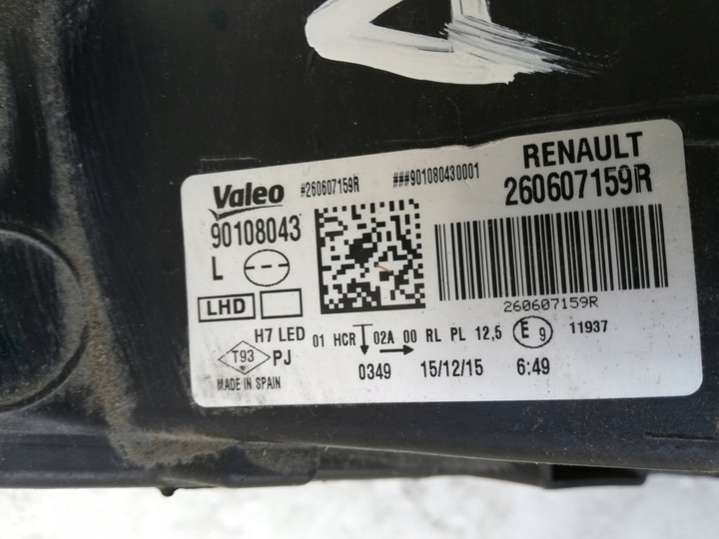 Valeo #260607159R ###901080430001 RENAULT
90108043 260607159R
L
LHD 260607159R
H7 LED 01 HCR 02A 00 RL PL 12,5 E9 11937
T93 PJ 0349 15/12/15 6:49
MADE IN SPAIN